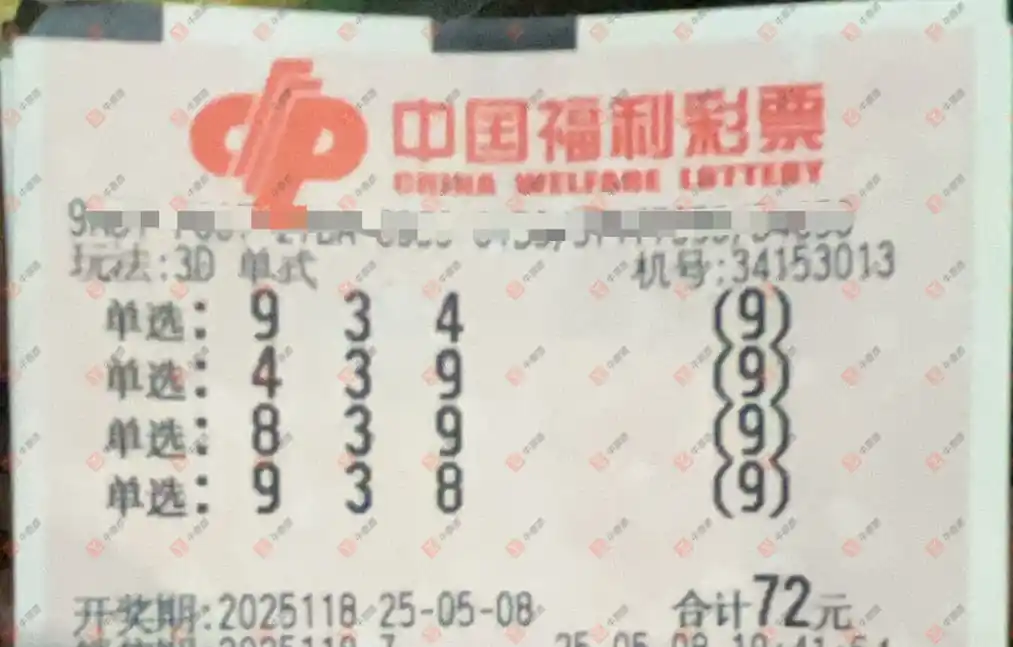 中国福利彩票
CHINA WELFARE LOTTERY
玩法:3D 单式 机号:34153013
单选: 9 3 4 (9)
单选: 4 3 9 (9)
单选: 8 3 9 (9)
单选: 9 3 8 (9)
开奖期:2025118 25-05-08 合计72元